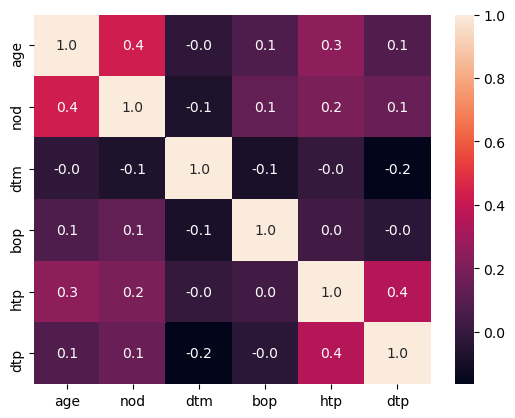 age 1.0 0.4 -0.0 0.1 0.3 0.1
nod 0.4 1.0 -0.1 0.1 0.2 0.1
dtm -0.0 -0.1 1.0 -0.1 -0.0 -0.2
bop 0.1 0.1 -0.1 1.0 0.0 -0.0
htp 0.3 0.2 -0.0 0.0 1.0 0.4
dtp 0.1 0.1 -0.2 -0.0 0.4 1.0
age nod dtm bop htp dtp
1.0
0.8
0.6
0.4
0.2
0.0